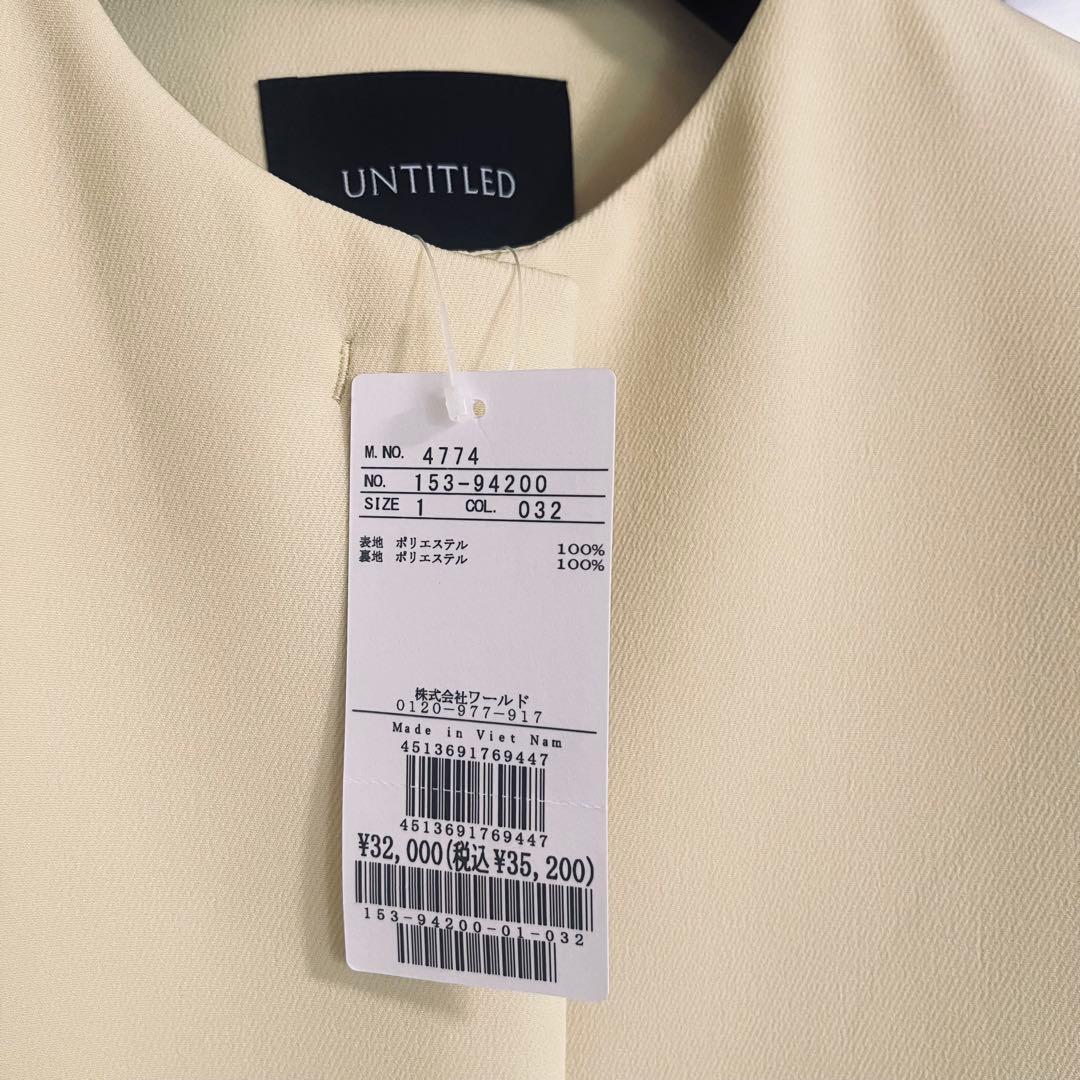 UNTITLED
M.NO. 4774
NO. 153-94200
SIZE 1 COL. 032
表地 ポリエステル 100%
裏地 ポリエステル 100%
株式会社ワールド
0120-977-917
Made in Viet Nam
4513691769447
4513691769447
¥32,000(税込¥35,200)
153-94200-01-032